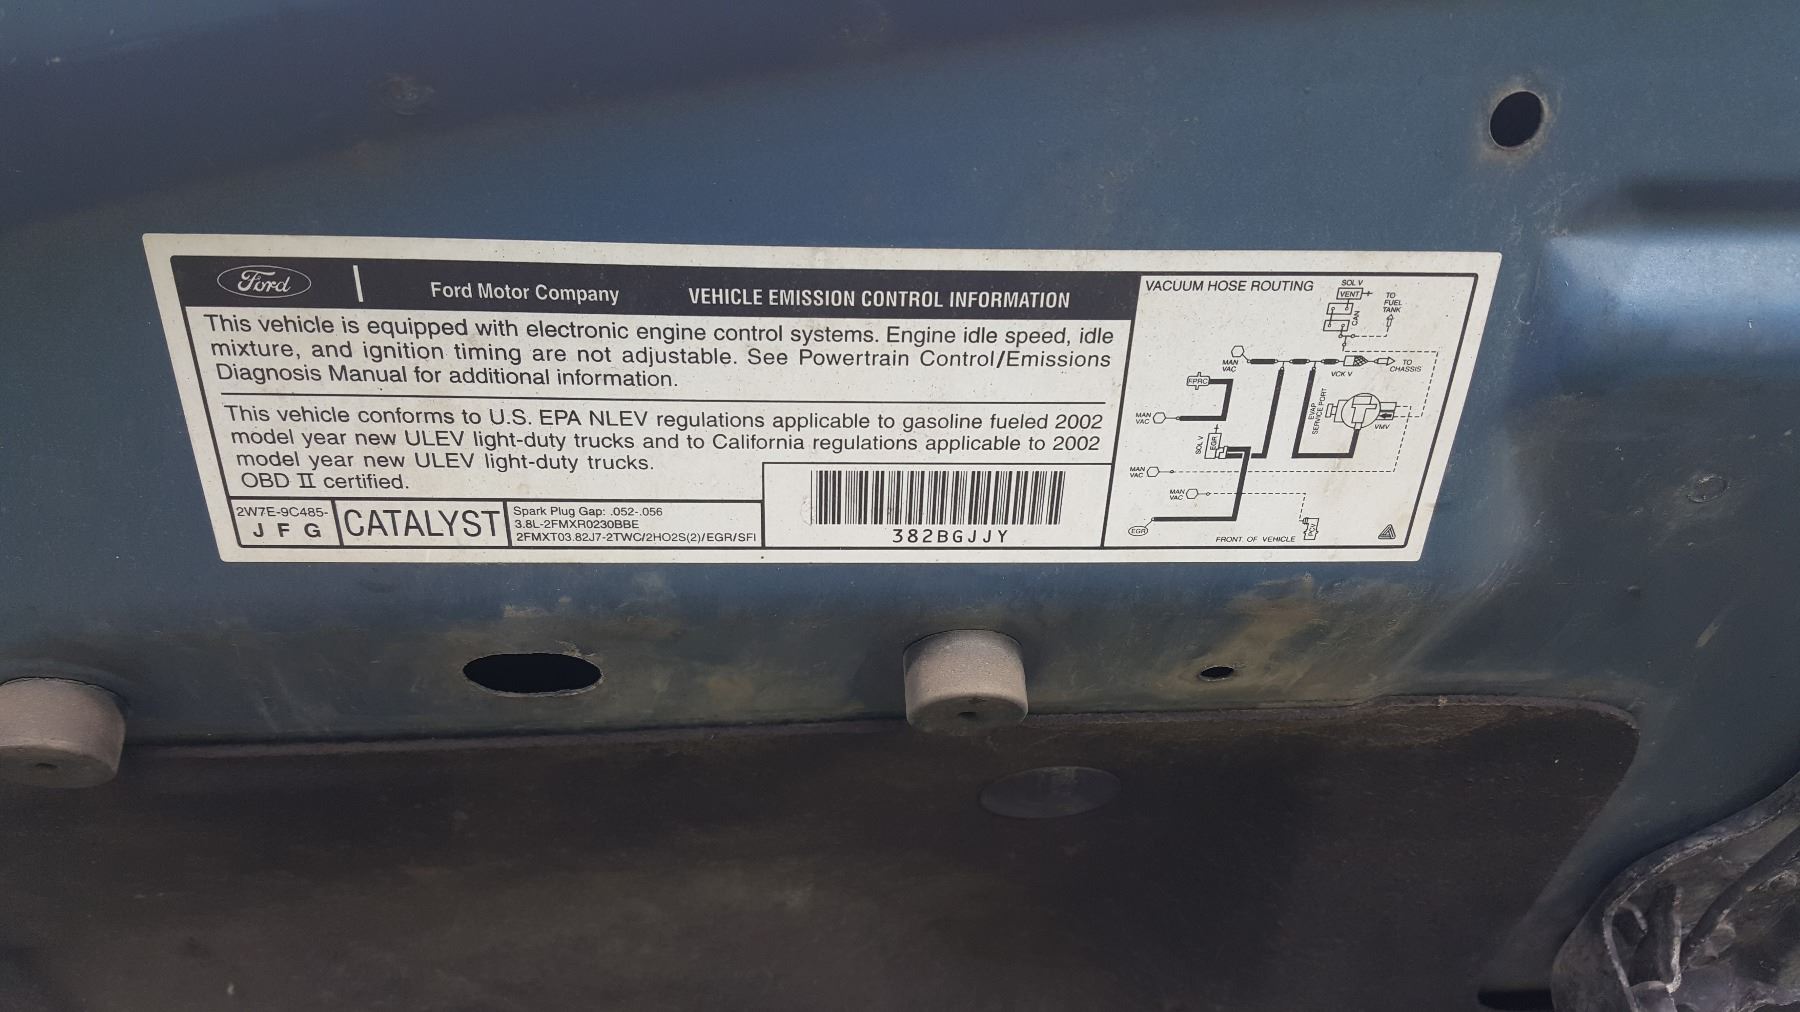 Ford
Ford Motor Company
VEHICLE EMISSION CONTROL INFORMATION
This vehicle is equipped with electronic engine control systems. Engine idle speed, idle
mixture, and ignition timing are not adjustable. See Powertrain Control/Emissions
Diagnosis Manual for additional information.
This vehicle conforms to U.S. EPA NLEV regulations applicable to gasoline fueled 2002
model year new ULEV light-duty trucks and to California regulations applicable to 2002
model year new ULEV light-duty trucks.
OBD II certified.
2W7E-9C485-
J F G
CATALYST
Spark Plug Gap: .052-.056
3.8L-2FMXR0230BBE
2FMXT03.82J7-2TWC/2HO2S(2)/EGR/SFI
382BGJJY
VACUUM HOSE ROUTING
SOL V
VENT
CAN
TO
FUEL
TANK
MAN
VAC
VCK V
TO
CHASSIS
FPRC
MAN
VAC
EVAP
SERVICE PORT
VMV
SOL V
EGR
MAN
VAC
MAN
VAC
EGR
PCV
FRONT OF VEHICLE